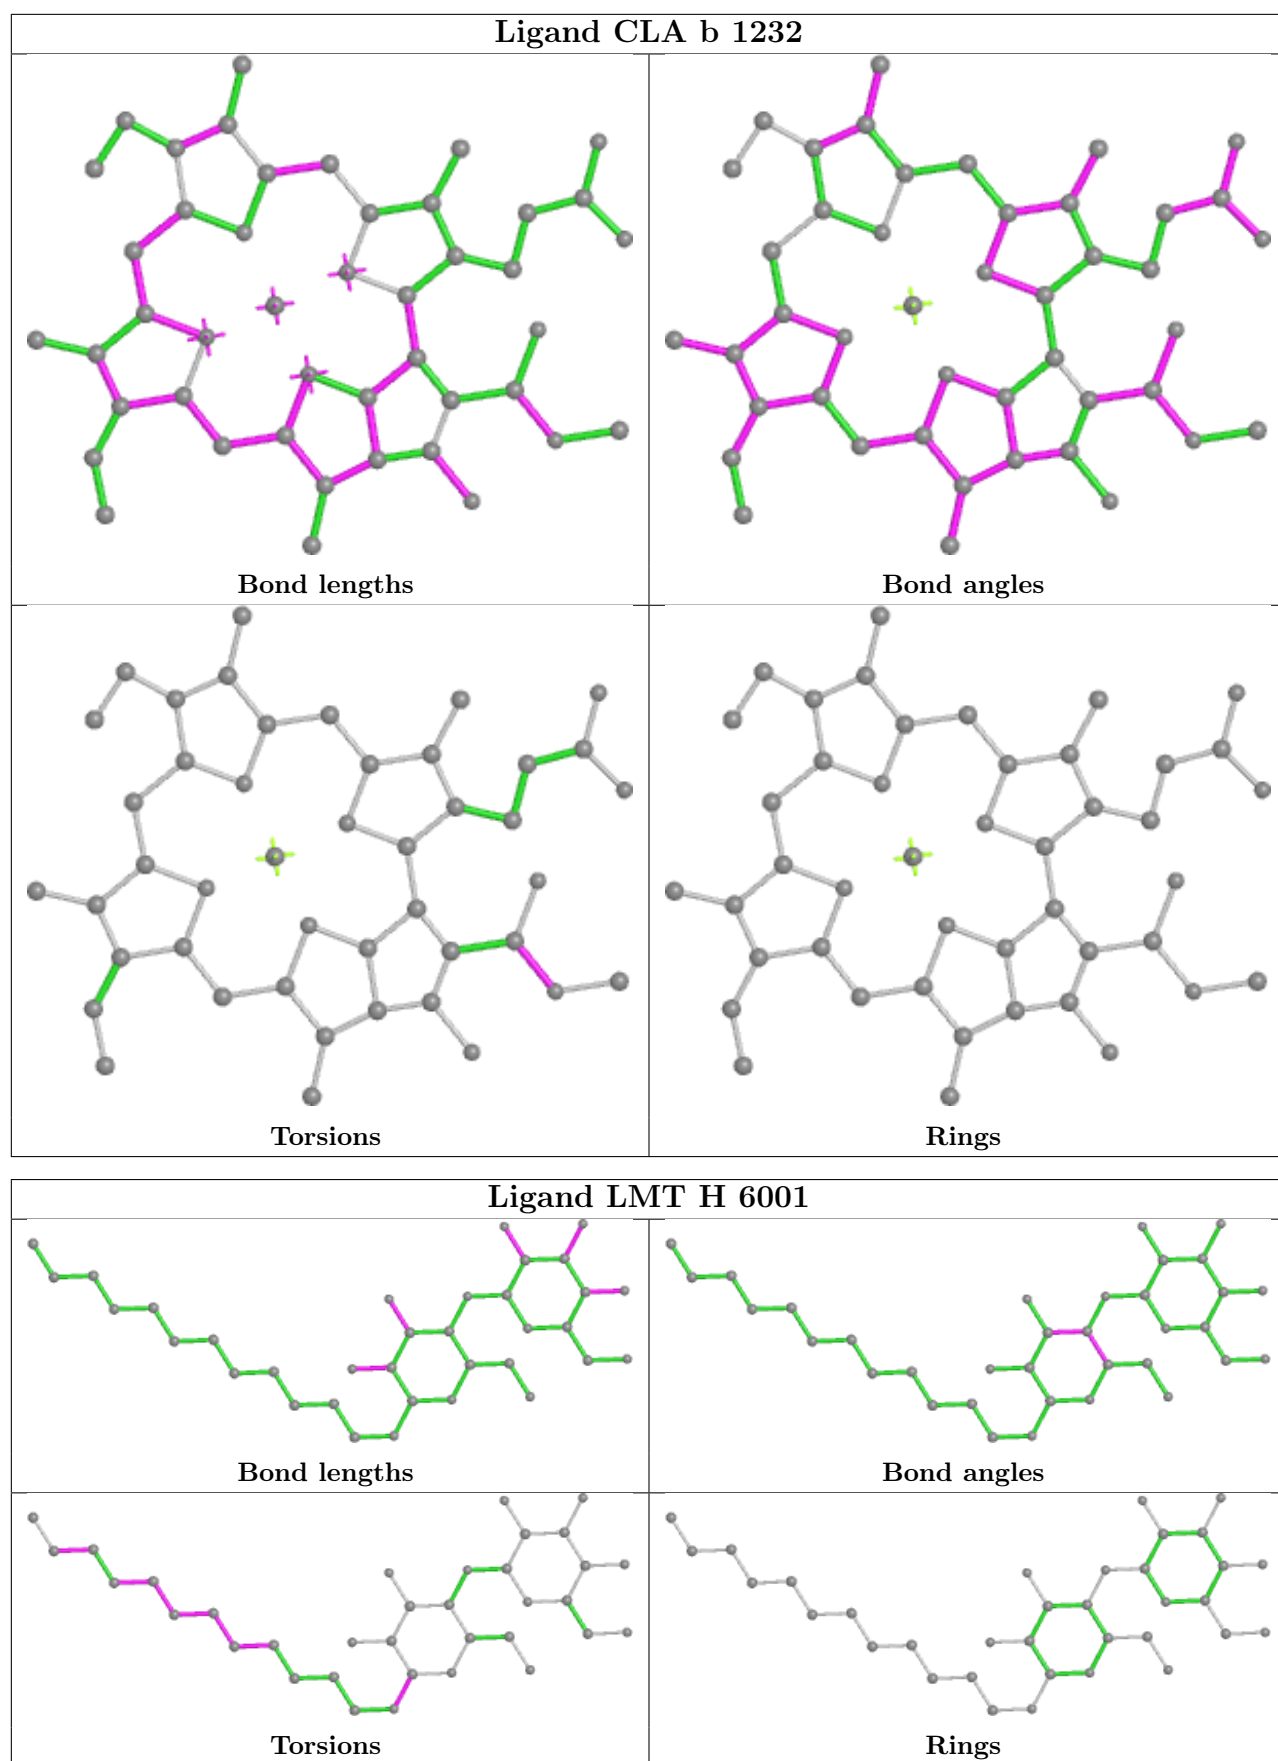 Ligand CLA b 1232
Bond lengths
Bond angles
Torsions
Rings
Ligand LMT H 6001
Bond lengths
Bond angles
Torsions
Rings